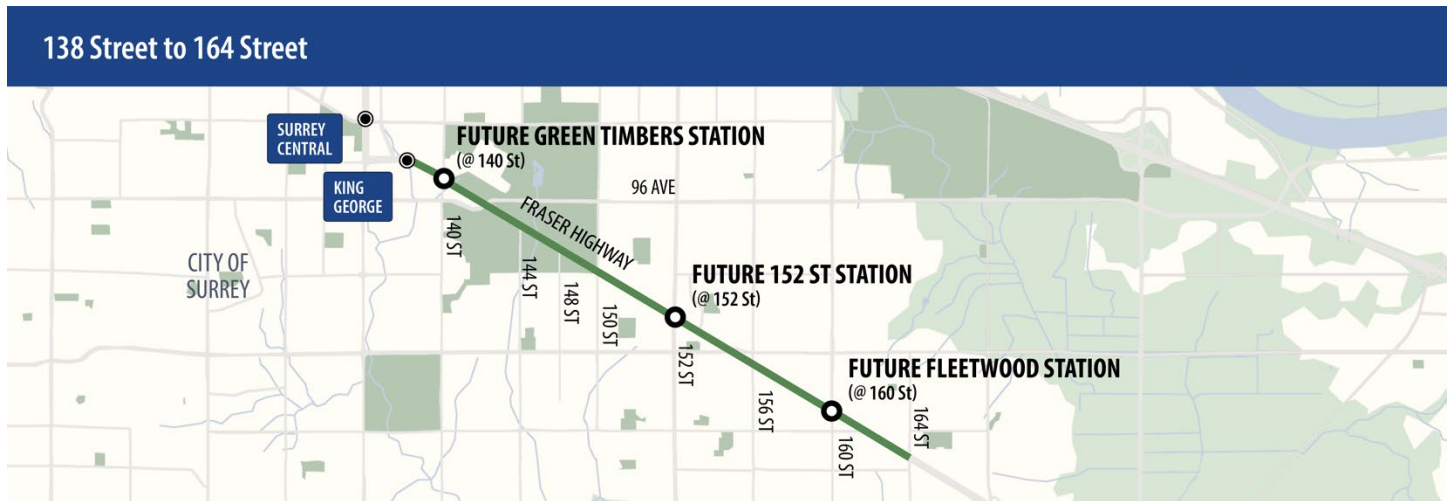 138 Street to 164 Street
SURREY
CENTRAL
FUTURE GREEN TIMBERS STATION
(@ 140 St)
KING
GEORGE
96 AVE
FRASER HIGHWAY
140 ST
CITY OF
SURREY
144 ST
148 ST
150 ST
FUTURE 152 ST STATION
(@ 152 St)
152 ST
FUTURE FLEETWOOD STATION
(@ 160 St)
156 ST
160 ST
164 ST